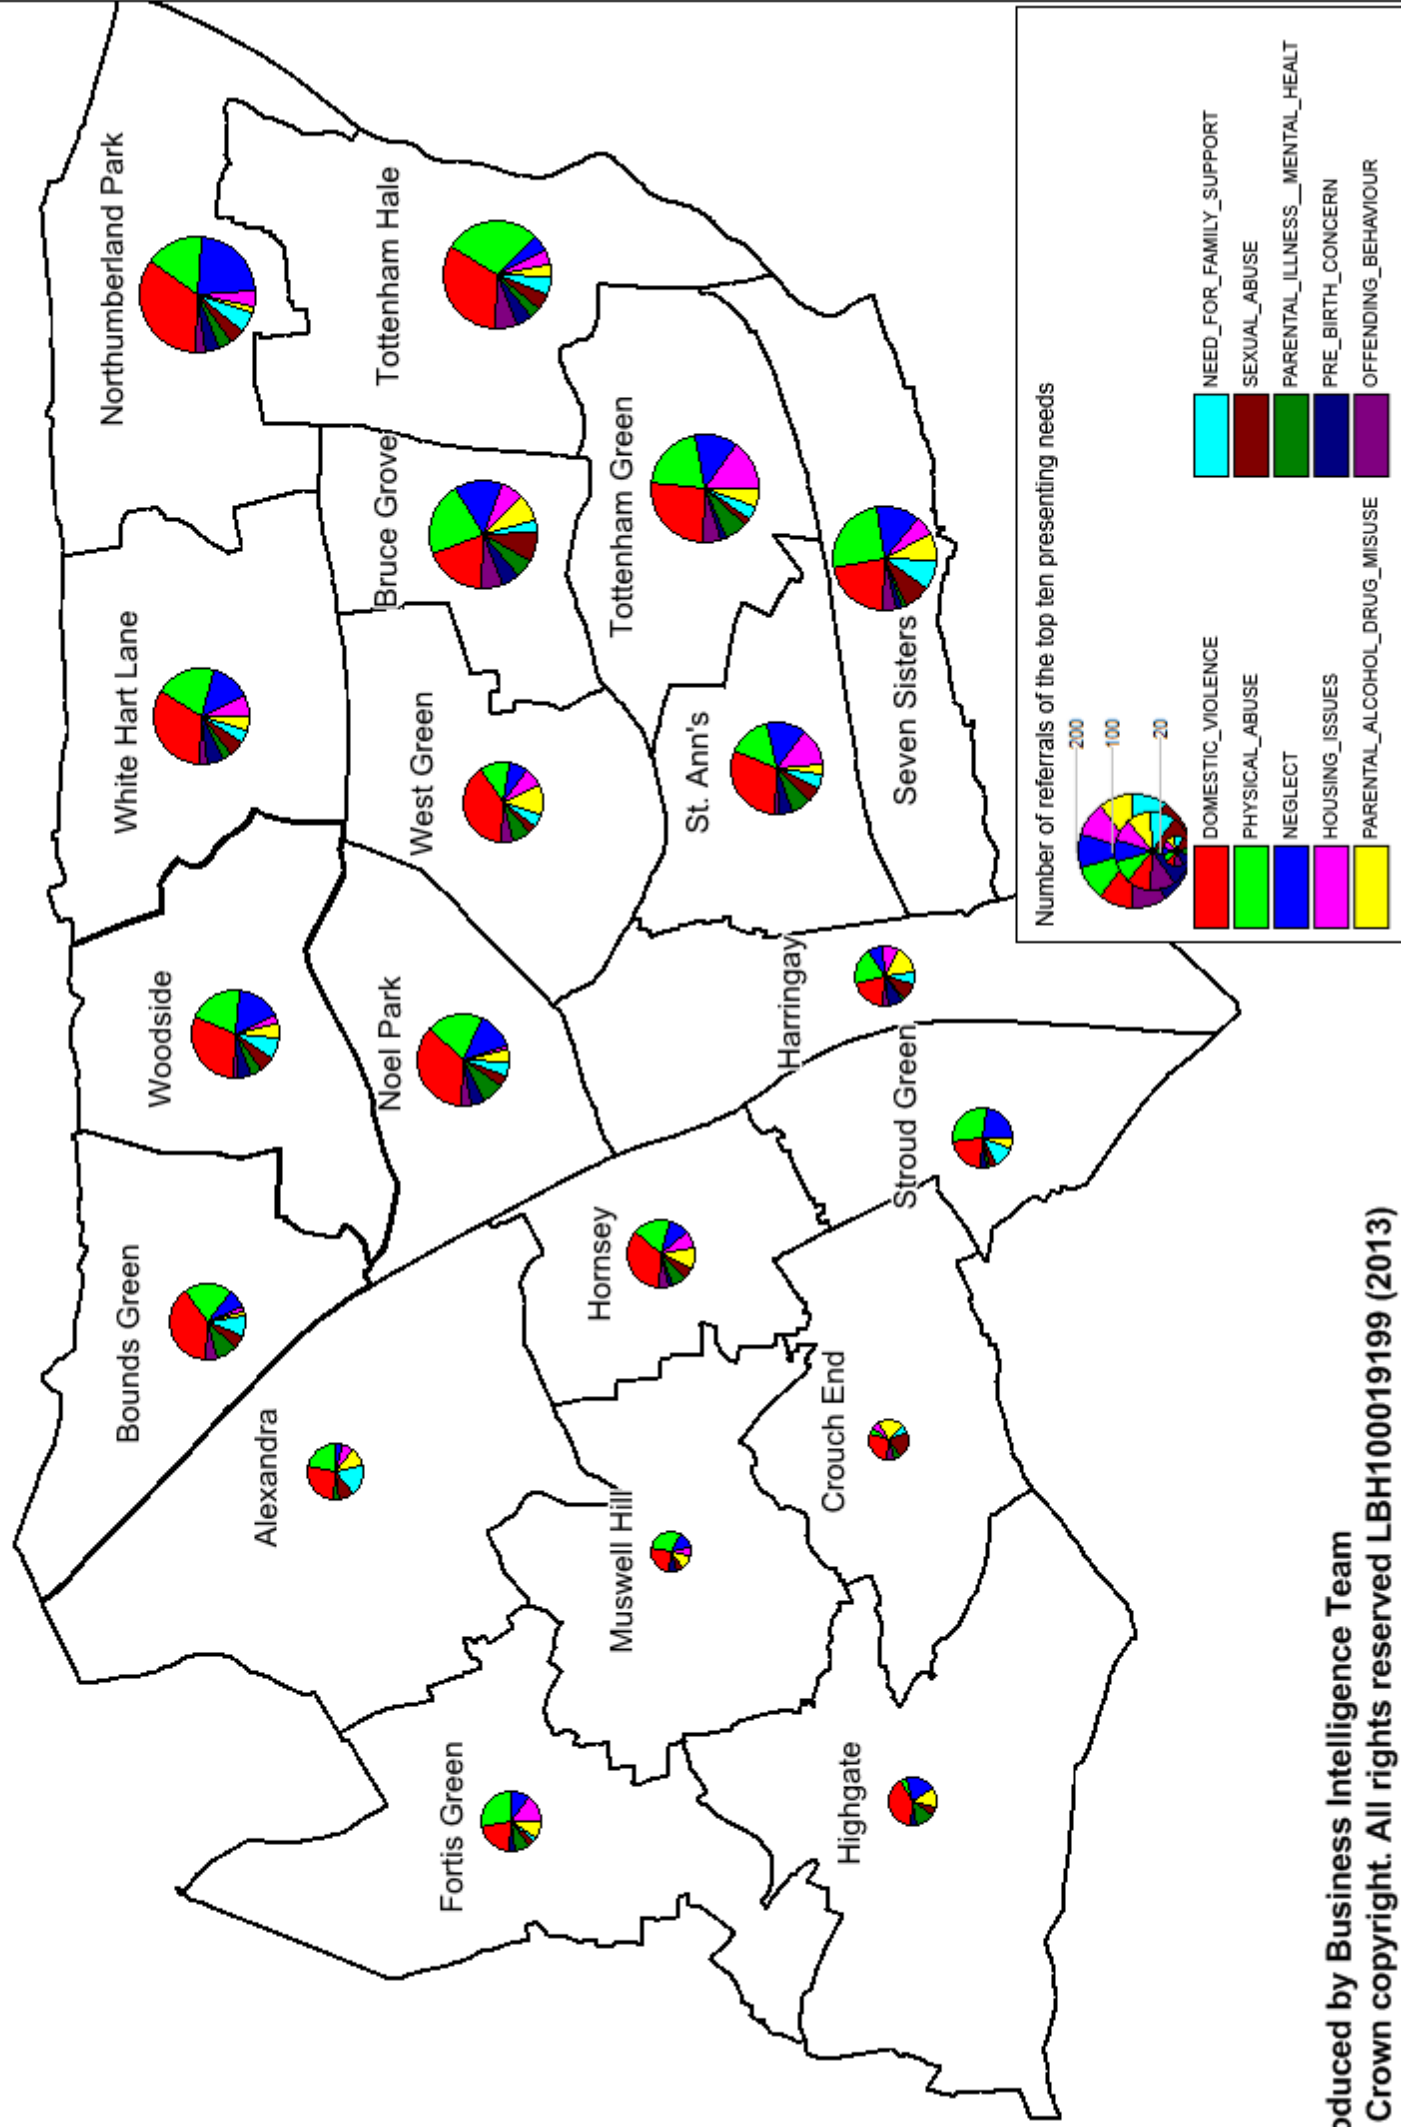 Northumberland Park
Tottenham Hale
White Hart Lane
Bruce Grove
Tottenham Green
West Green
St. Ann's
Seven Sisters
Woodside
Noel Park
Harringay
Stroud Green
Bounds Green
Hornsey
Alexandra
Crouch End
Muswell Hill
Fortis Green
Highgate
Number of referrals of the top ten presenting needs
200
100
20
DOMESTIC_VIOLENCE
PHYSICAL_ABUSE
NEGLECT
HOUSING_ISSUES
PARENTAL_ALCOHOL_DRUG_MISUSE
NEED_FOR_FAMILY_SUPPORT
SEXUAL_ABUSE
PARENTAL_ILLNESS__MENTAL_HEALT
PRE_BIRTH_CONCERN
OFFENDING_BEHAVIOUR
oduced by Business Intelligence Team
Crown copyright. All rights reserved LBH100019199 (2013)